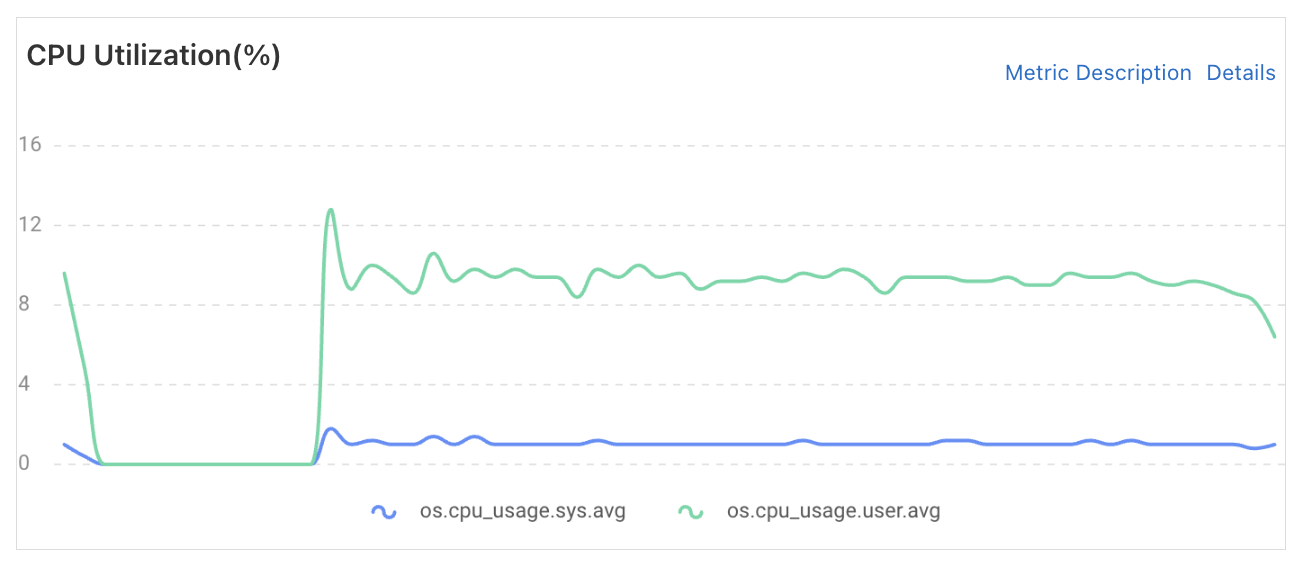 CPU Utilization(%)
Metric Description Details
16
12
8
4
0
os.cpu_usage.sys.avg os.cpu_usage.user.avg